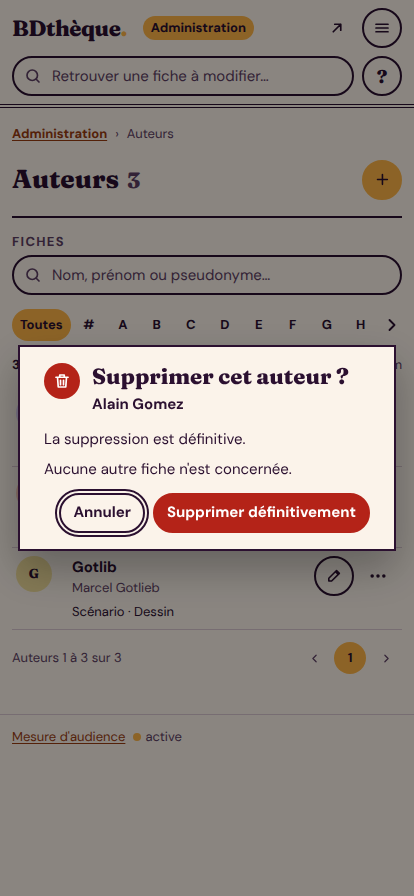 BDthèque.
Administration
Retrouver une fiche à modifier...
?
Administration › Auteurs
Auteurs 3
+
FICHES
Nom, prénom ou pseudonyme...
Toutes # A B C D E F G H
Supprimer cet auteur ?
Alain Gomez
La suppression est définitive.
Aucune autre fiche n'est concernée.
Annuler
Supprimer définitivement
G
Gotlib
Marcel Gotlieb
Scénario · Dessin
Auteurs 1 à 3 sur 3
‹ 1 ›
Mesure d'audience
active